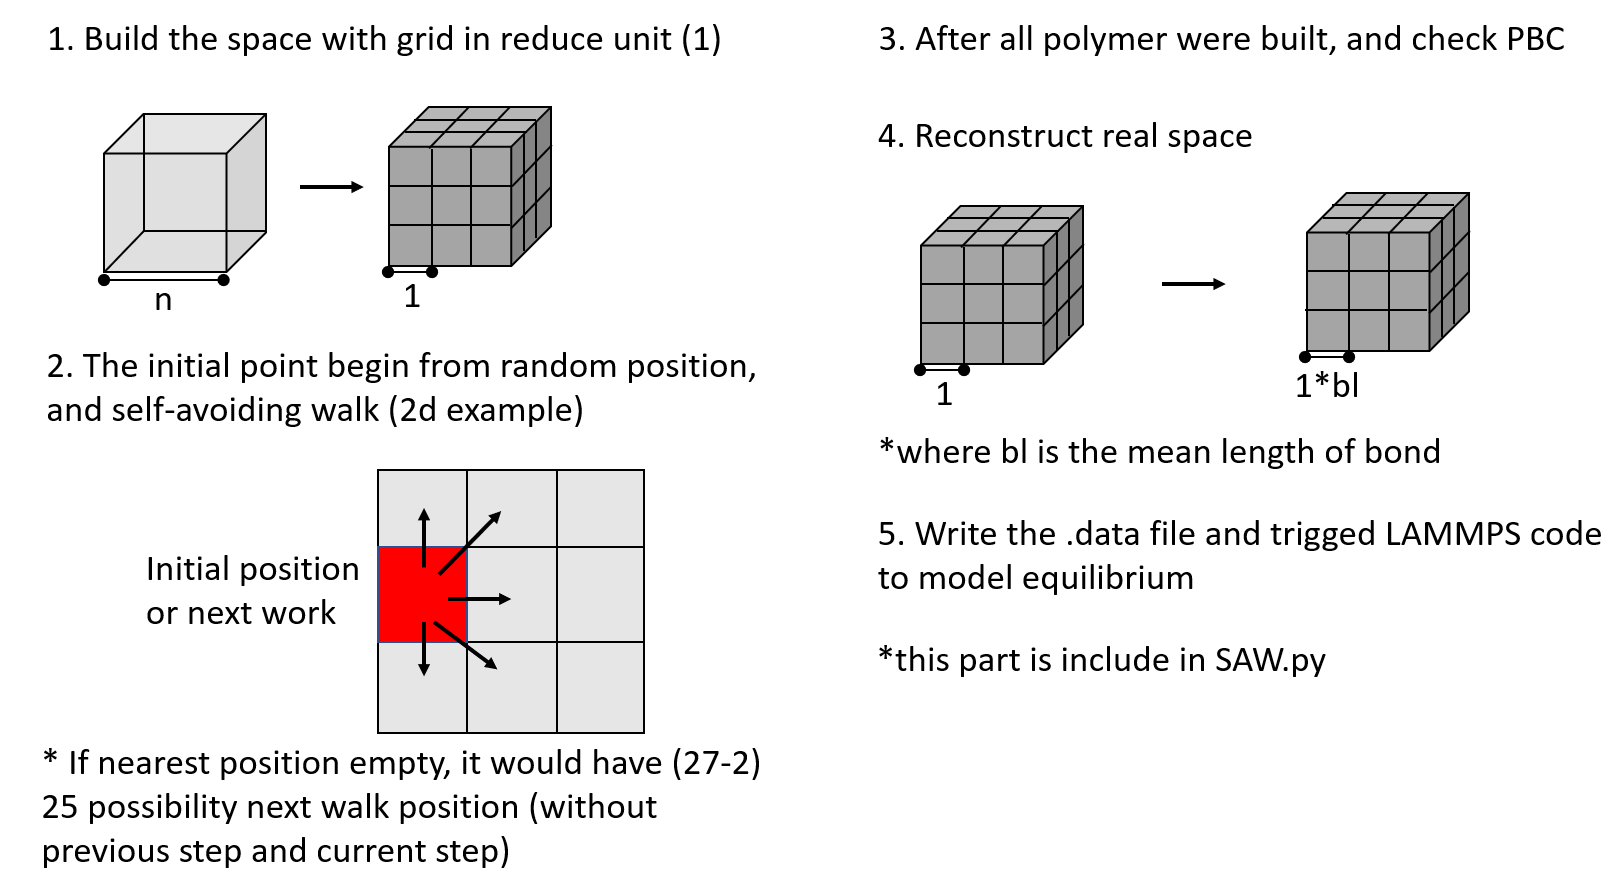 1. Build the space with grid in reduce unit (1)
n
1
2. The initial point begin from random position,
and self-avoiding walk (2d example)
Initial position
or next work
* If nearest position empty, it would have (27-2)
25 possibility next walk position (without
previous step and current step)
3. After all polymer were built, and check PBC
4. Reconstruct real space
1
1*bl
*where bl is the mean length of bond
5. Write the .data file and trigged LAMMPS code
to model equilibrium
*this part is include in SAW.py